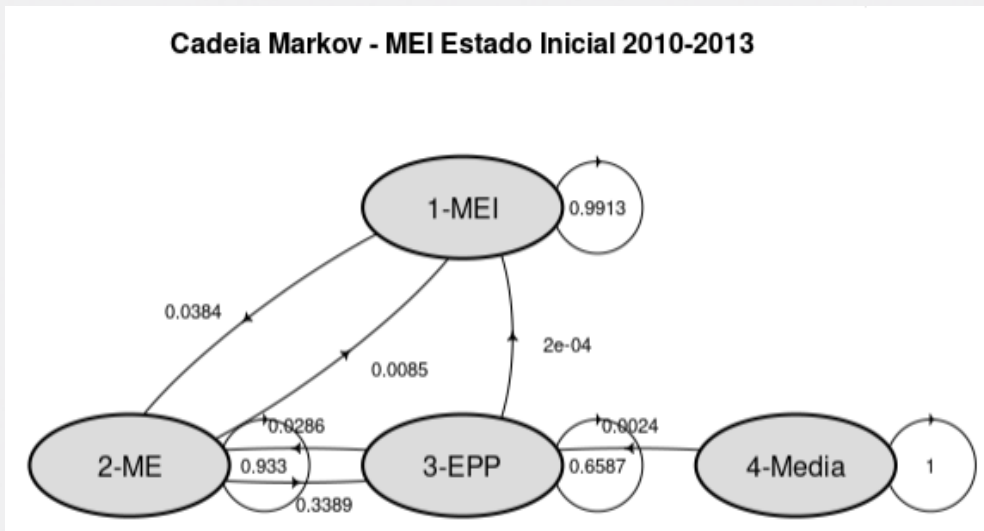 Cadeia Markov - MEI Estado Inicial 2010-2013
1-MEI
0.9913
0.0384
2e-04
0.0085
0.0286
0.0024
2-ME
0.933
3-EPP
0.6587
4-Media
1
0.3389